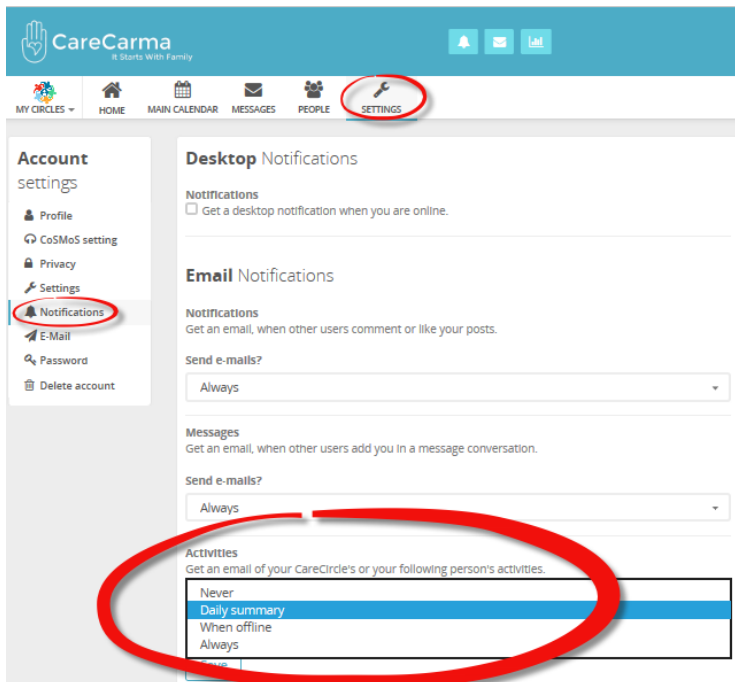 CareCarma
It Starts With Family
MY CIRCLES
HOME
MAIN CALENDAR
MESSAGES
PEOPLE
SETTINGS
Account
settings
Profile
CoSMoS setting
Privacy
Settings
Notifications
E-Mail
Password
Delete account
Desktop Notifications
Notifications
Get a desktop notification when you are online.
Email Notifications
Notifications
Get an email, when other users comment or like your posts.
Send e-mails?
Always
Messages
Get an email, when other users add you in a message conversation.
Send e-mails?
Always
Activities
Get an email of your CareCircle's or your following person's activities.
Never
Daily summary
When offline
Always
Save